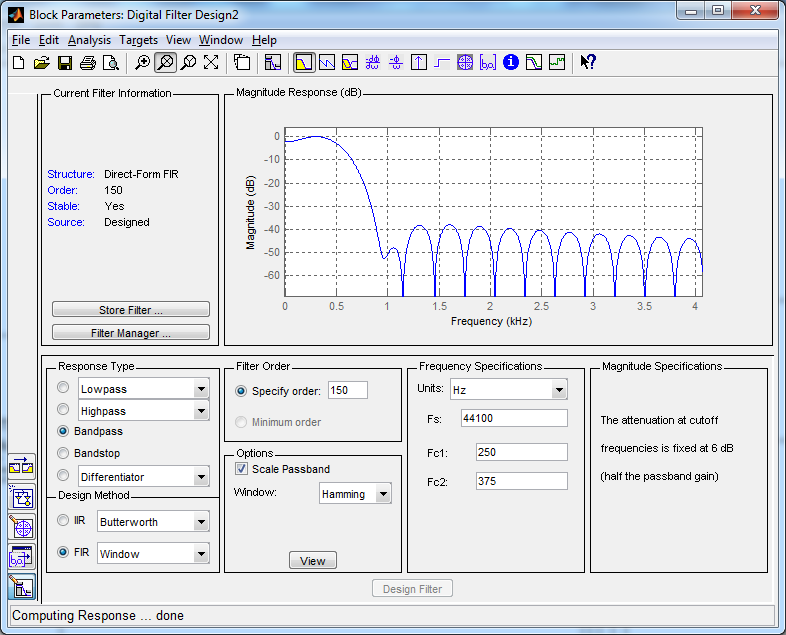 Block Parameters: Digital Filter Design2
File Edit Analysis Targets View Window Help
Current Filter Information
Structure: Direct-Form FIR
Order: 150
Stable: Yes
Source: Designed
Store Filter ...
Filter Manager ...
Magnitude Response (dB)
Magnitude (dB)
0
-10
-20
-30
-40
-50
-60
0 0.5 1 1.5 2 2.5 3 3.5 4
Frequency (kHz)
Response Type
Lowpass
Highpass
Bandpass
Bandstop
Differentiator
Design Method
IIR Butterworth
FIR Window
Filter Order
Specify order: 150
Minimum order
Options
Scale Passband
Window: Hamming
View
Frequency Specifications
Units: Hz
Fs: 44100
Fc1: 250
Fc2: 375
Magnitude Specifications
The attenuation at cutoff
frequencies is fixed at 6 dB
(half the passband gain)
Design Filter
Computing Response ... done